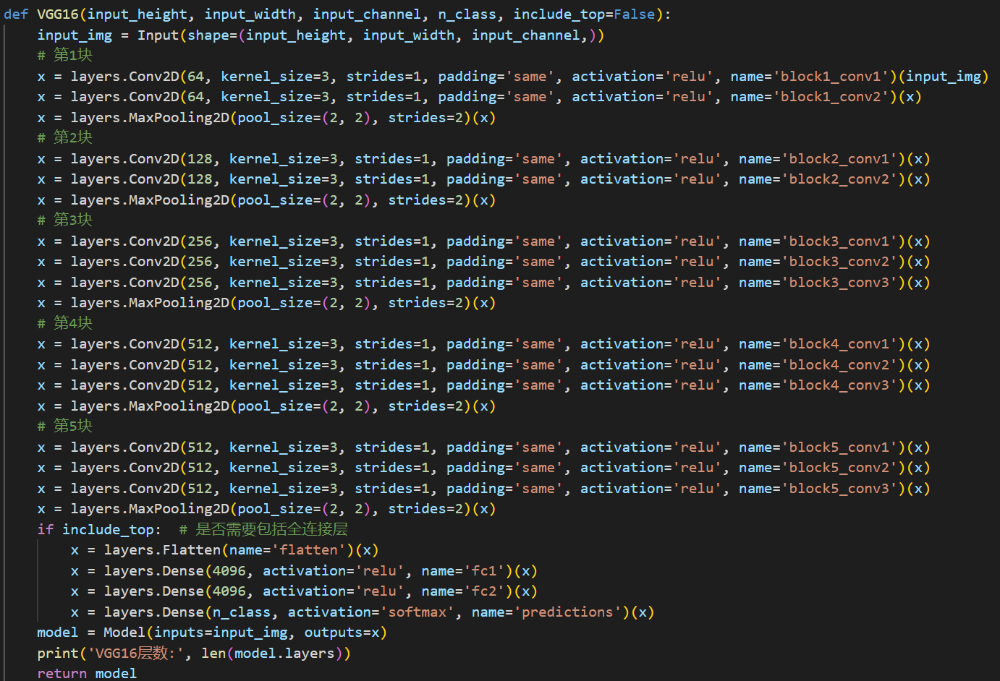 def VGG16(input_height, input_width, input_channel, n_class, include_top=False):
    input_img = Input(shape=(input_height, input_width, input_channel,))
    # 第1块
    x = layers.Conv2D(64, kernel_size=3, strides=1, padding='same', activation='relu', name='block1_conv1')(input_img)
    x = layers.Conv2D(64, kernel_size=3, strides=1, padding='same', activation='relu', name='block1_conv2')(x)
    x = layers.MaxPooling2D(pool_size=(2, 2), strides=2)(x)
    # 第2块
    x = layers.Conv2D(128, kernel_size=3, strides=1, padding='same', activation='relu', name='block2_conv1')(x)
    x = layers.Conv2D(128, kernel_size=3, strides=1, padding='same', activation='relu', name='block2_conv2')(x)
    x = layers.MaxPooling2D(pool_size=(2, 2), strides=2)(x)
    # 第3块
    x = layers.Conv2D(256, kernel_size=3, strides=1, padding='same', activation='relu', name='block3_conv1')(x)
    x = layers.Conv2D(256, kernel_size=3, strides=1, padding='same', activation='relu', name='block3_conv2')(x)
    x = layers.Conv2D(256, kernel_size=3, strides=1, padding='same', activation='relu', name='block3_conv3')(x)
    x = layers.MaxPooling2D(pool_size=(2, 2), strides=2)(x)
    # 第4块
    x = layers.Conv2D(512, kernel_size=3, strides=1, padding='same', activation='relu', name='block4_conv1')(x)
    x = layers.Conv2D(512, kernel_size=3, strides=1, padding='same', activation='relu', name='block4_conv2')(x)
    x = layers.Conv2D(512, kernel_size=3, strides=1, padding='same', activation='relu', name='block4_conv3')(x)
    x = layers.MaxPooling2D(pool_size=(2, 2), strides=2)(x)
    # 第5块
    x = layers.Conv2D(512, kernel_size=3, strides=1, padding='same', activation='relu', name='block5_conv1')(x)
    x = layers.Conv2D(512, kernel_size=3, strides=1, padding='same', activation='relu', name='block5_conv2')(x)
    x = layers.Conv2D(512, kernel_size=3, strides=1, padding='same', activation='relu', name='block5_conv3')(x)
    x = layers.MaxPooling2D(pool_size=(2, 2), strides=2)(x)
    if include_top:  # 是否需要包括全连接层
        x = layers.Flatten(name='flatten')(x)
        x = layers.Dense(4096, activation='relu', name='fc1')(x)
        x = layers.Dense(4096, activation='relu', name='fc2')(x)
        x = layers.Dense(n_class, activation='softmax', name='predictions')(x)
    model = Model(inputs=input_img, outputs=x)
    print('VGG16层数:', len(model.layers))
    return model